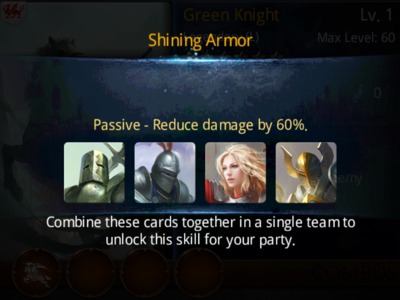 Green Knight
Lv. 1
Shining Armor
Max Level: 60
0
Passive - Reduce damage by 60%.
Combine these cards together in a single team to
unlock this skill for your party.